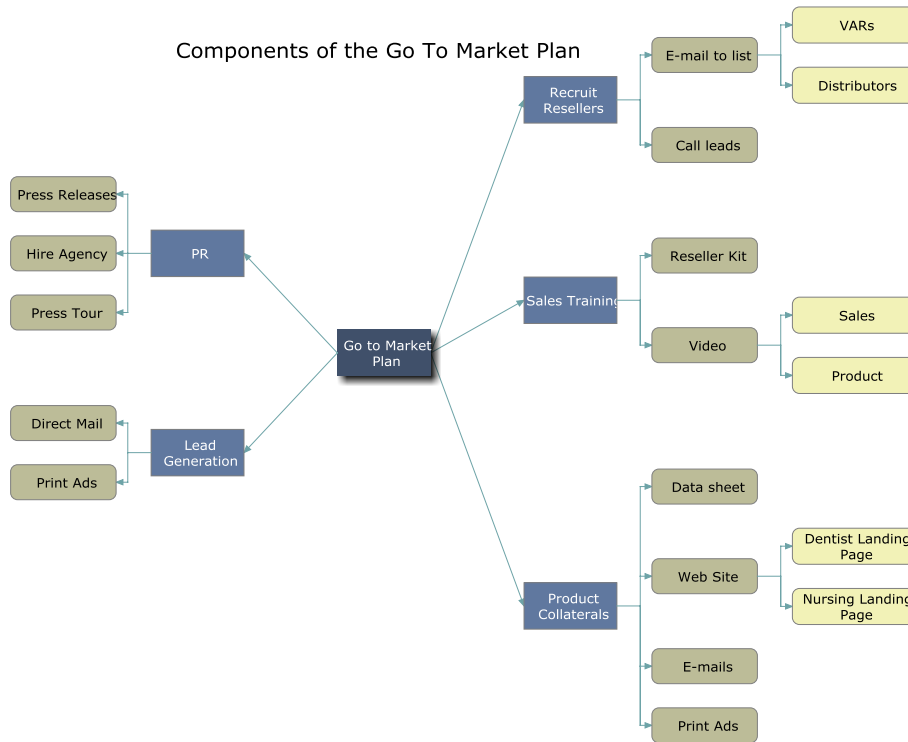 Components of the Go To Market Plan
VARs
E-mail to list
Distributors
Recruit
Resellers
Call leads
Press Releases
PR
Hire Agency
Press Tour
Reseller Kit
Sales Training
Video
Sales
Product
Go to Market
Plan
Direct Mail
Lead
Generation
Print Ads
Data sheet
Dentist Landing
Page
Web Site
Nursing Landing
Page
Product
Collaterals
E-mails
Print Ads